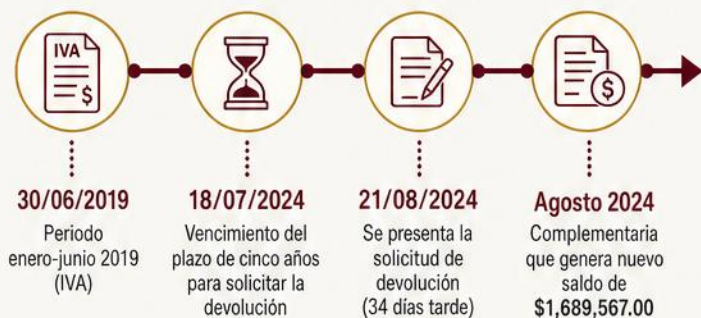 IVA
$
$
30/06/2019
Periodo
enero-junio 2019
(IVA)
18/07/2024
Vencimiento del
plazo de cinco años
para solicitar la
devolución
21/08/2024
Se presenta la
solicitud de
devolución
(34 días tarde)
Agosto 2024
Complementaria
que genera nuevo
saldo de
$1,689,567.00